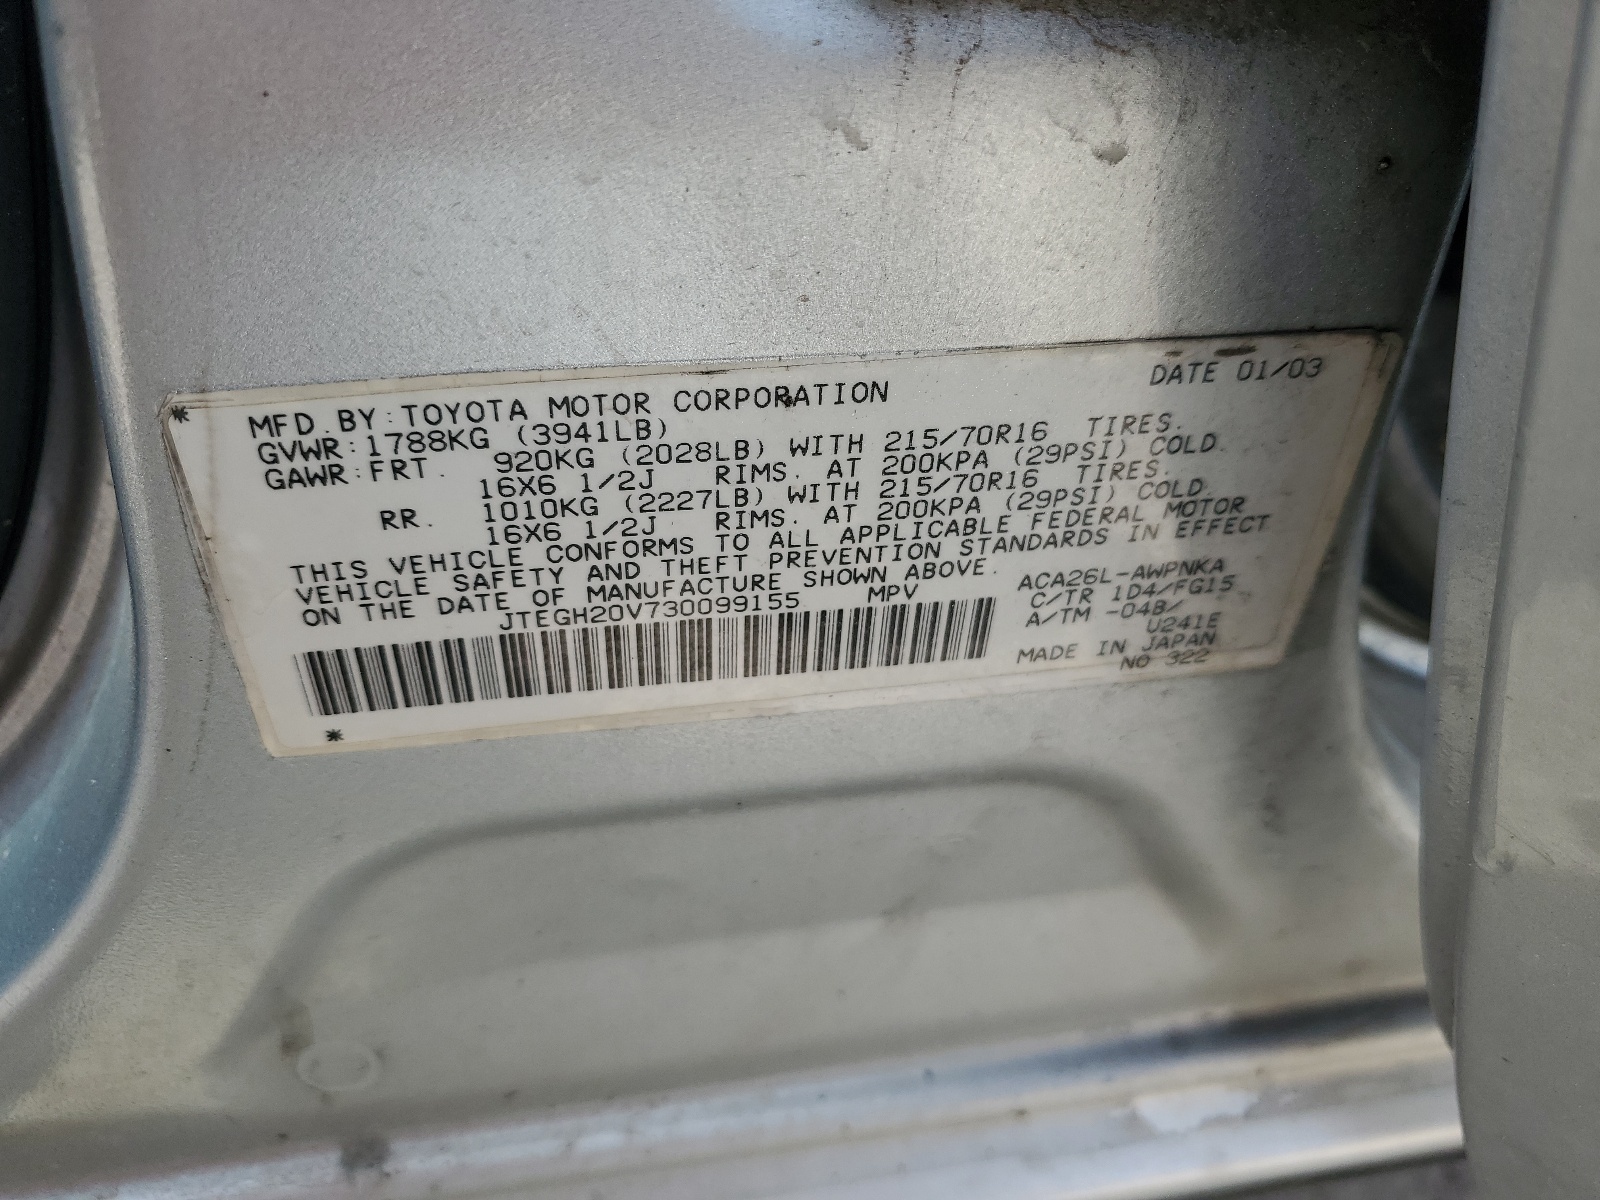 DATE 01/03
MFD. BY: TOYOTA MOTOR CORPORATION
GVWR: 1788KG (3941LB)
GAWR: FRT. 920KG (2028LB) WITH 215/70R16 TIRES.
16X6 1/2J RIMS. AT 200KPA (29PSI) COLD.
RR. 1010KG (2227LB) WITH 215/70R16 TIRES.
16X6 1/2J RIMS. AT 200KPA (29PSI) COLD.
THIS VEHICLE CONFORMS TO ALL APPLICABLE FEDERAL MOTOR
VEHICLE SAFETY AND THEFT PREVENTION STANDARDS IN EFFECT
ON THE DATE OF MANUFACTURE SHOWN ABOVE.
JTEGH20V730099155 MPV
ACA26L-AWPNKA
C/TR 1D4/FG15
A/TM -04B/
U241E
MADE IN JAPAN
NO 322